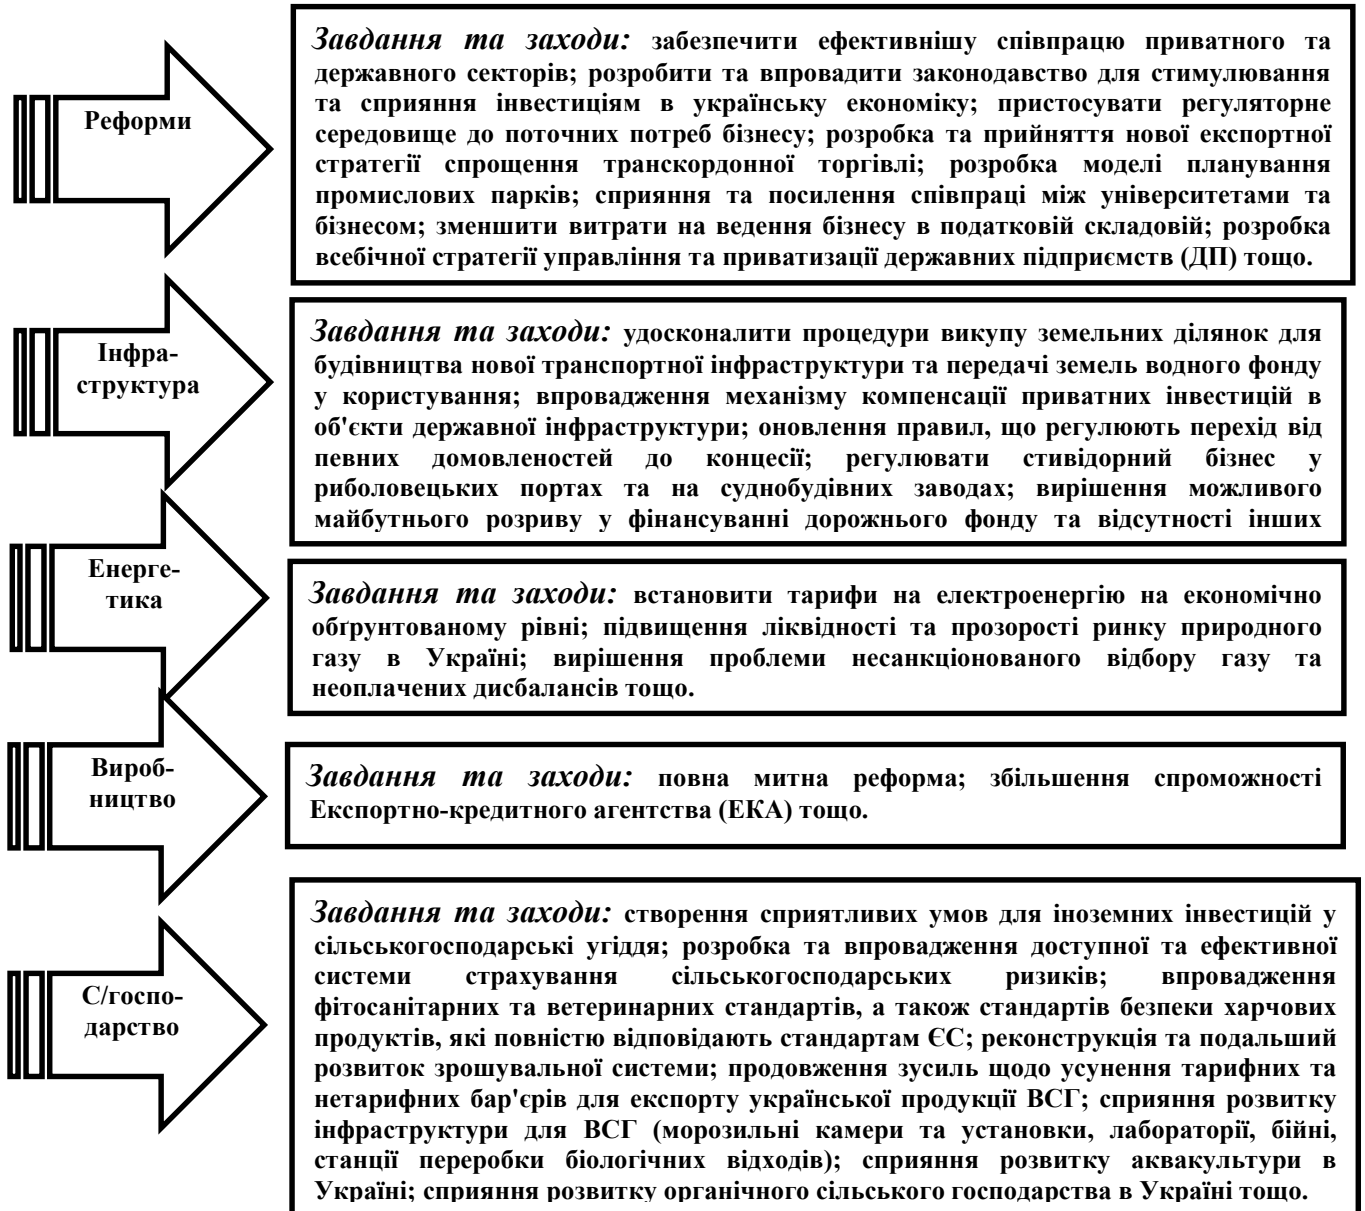 Реформи
Завдання та заходи: забезпечити ефективнішу співпрацю приватного та
державного секторів; розробити та впровадити законодавство для стимулювання
та сприяння інвестиціям в українську економіку; пристосувати регуляторне
середовище до поточних потреб бізнесу; розробка та прийняття нової експортної
стратегії спрощення транскордонної торгівлі; розробка моделі планування
промислових парків; сприяння та посилення співпраці між університетами та
бізнесом; зменшити витрати на ведення бізнесу в податковій складовій; розробка
всебічної стратегії управління та приватизації державних підприємств (ДП) тощо.
Інфра-
структура
Завдання та заходи: удосконалити процедури викупу земельних ділянок для
будівництва нової транспортної інфраструктури та передачі земель водного фонду
у користування; впровадження механізму компенсації приватних інвестицій в
об'єкти державної інфраструктури; оновлення правил, що регулюють перехід від
певних домовленостей до концесії; регулювати стивідорний бізнес у
риболовецьких портах та на суднобудівних заводах; вирішення можливого
майбутнього розриву у фінансуванні дорожнього фонду та відсутності інших
Енерге-
тика
Завдання та заходи: встановити тарифи на електроенергію на економічно
обґрунтованому рівні; підвищення ліквідності та прозорості ринку природного
газу в Україні; вирішення проблеми несанкціонованого відбору газу та
неоплачених дисбалансів тощо.
Вироб-
ництво
Завдання та заходи: повна митна реформа; збільшення спроможності
Експортно-кредитного агентства (ЕКА) тощо.
С/госпо-
дарство
Завдання та заходи: створення сприятливих умов для іноземних інвестицій у
сільськогосподарські угіддя; розробка та впровадження доступної та ефективної
системи страхування сільськогосподарських ризиків; впровадження
фітосанітарних та ветеринарних стандартів, а також стандартів безпеки харчових
продуктів, які повністю відповідають стандартам ЄС; реконструкція та подальший
розвиток зрошувальної системи; продовження зусиль щодо усунення тарифних та
нетарифних бар'єрів для експорту української продукції ВСГ; сприяння розвитку
інфраструктури для ВСГ (морозильні камери та установки, лабораторії, бійні,
станції переробки біологічних відходів); сприяння розвитку аквакультури в
Україні; сприяння розвитку органічного сільського господарства в Україні тощо.